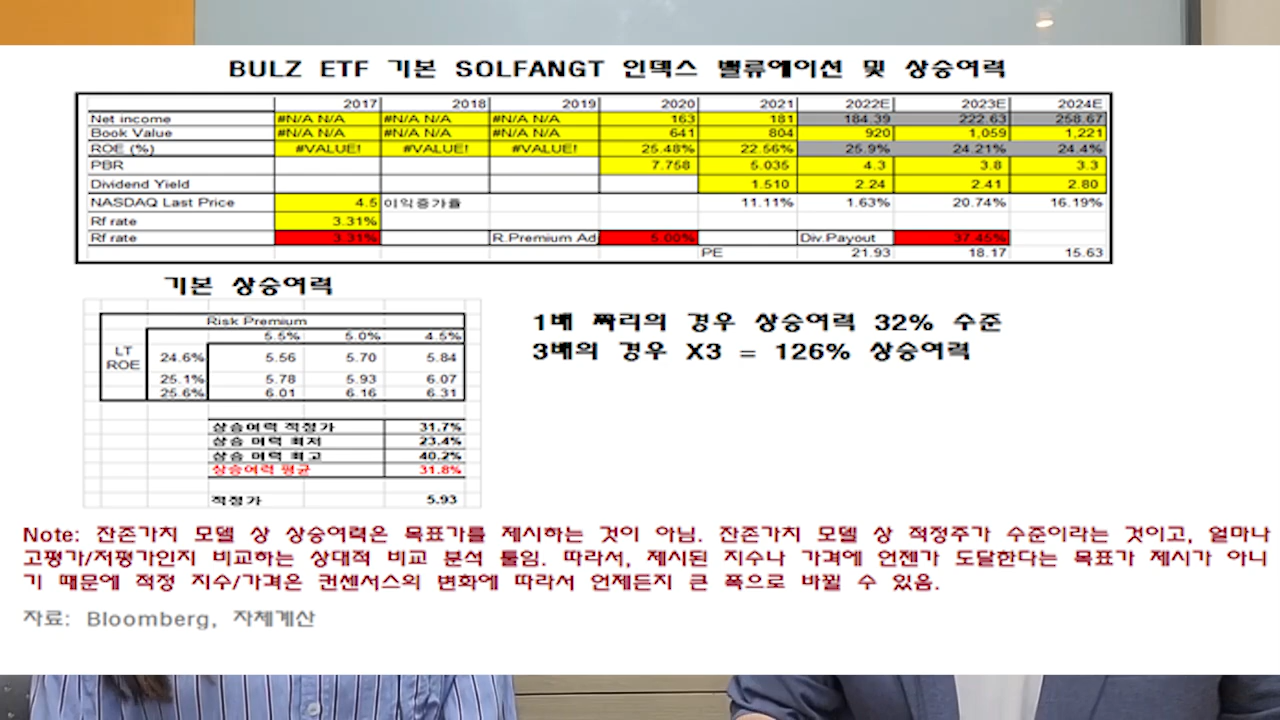 BULZ ETF 기본 SOLFANGT 인덱스 밸류에이션 및 상승여력
2017 2018 2019 2020 2021 2022E 2023E 2024E
Net income #N/A N/A #N/A N/A #N/A N/A 163 181 184.39 222.63 258.67
Book Value #N/A N/A #N/A N/A #N/A N/A 641 804 920 1,059 1,221
ROE (%) #VALUE! #VALUE! #VALUE! 25.48% 22.56% 25.9% 24.21% 24.4%
PBR 7.758 5.035 4.3 3.8 3.3
Dividend Yield 1.510 2.24 2.41 2.80
NASDAQ Last Price 4.5 이익증가율 11.11% 1.63% 20.74% 16.19%
Rf rate 3.31%
Rf rate 3.31% R.Premium Ad 5.00% Div.Payout 37.45%
PE 21.93 18.17 15.63
기본 상승여력
Risk Premium
5.5% 5.0% 4.5%
LT ROE
24.6% 5.56 5.70 5.84
25.1% 5.78 5.93 6.07
25.6% 6.01 6.16 6.31
상승여력 적정가 31.7%
상승 여력 최저 23.4%
상승 여력 최고 40.2%
상승여력 평균 31.8%
적정가 5.93
1배 짜리의 경우 상승여력 32% 수준
3배의 경우 X3 = 126% 상승여력
Note: 잔존가치 모델 상 상승여력은 목표가를 제시하는 것이 아님. 잔존가치 모델 상 적정주가 수준이라는 것이고, 얼마나
고평가/저평가인지 비교하는 상대적 비교 분석 툴임. 따라서, 제시된 지수나 가격에 언젠가 도달한다는 목표가 제시가 아니
기 때문에 적정 지수/가격은 컨센서스의 변화에 따라서 언제든지 큰 폭으로 바뀔 수 있음.
자료: Bloomberg, 자체계산